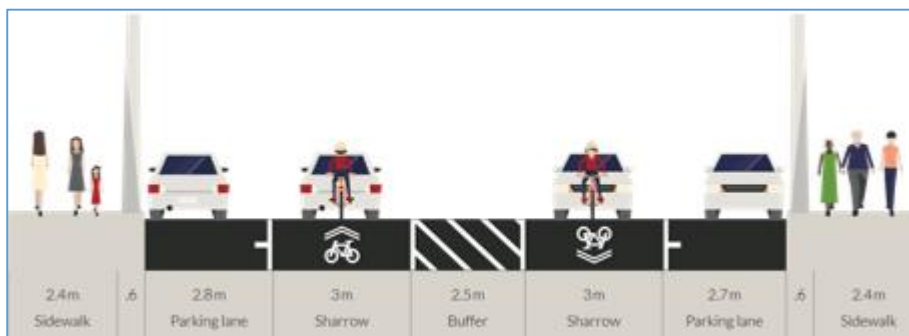 2.4m .6 2.8m 3m 2.5m 3m 2.7m .6 2.4m
Sidewalk Parking lane Sharrow Buffer Sharrow Parking lane Sidewalk